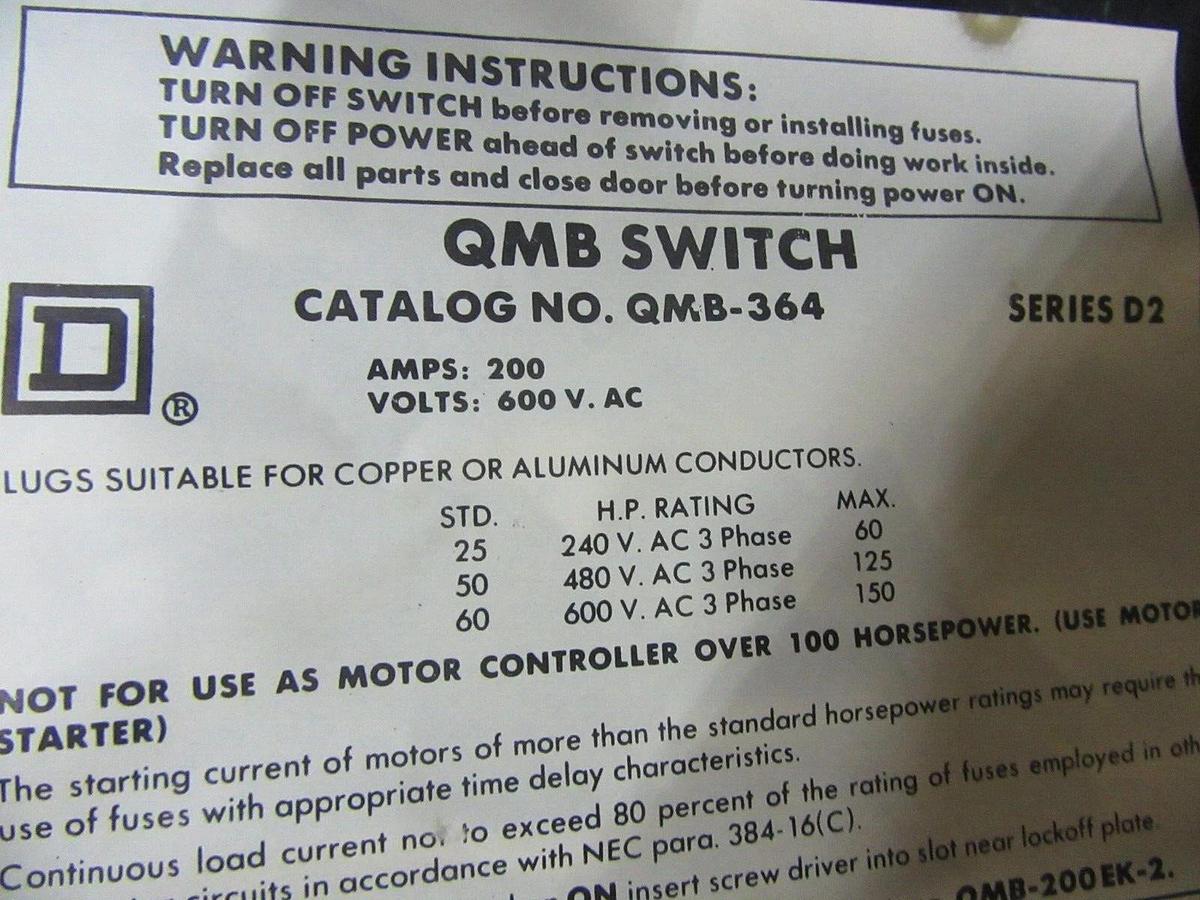 WARNING INSTRUCTIONS:
TURN OFF SWITCH before removing or installing fuses.
TURN OFF POWER ahead of switch before doing work inside.
Replace all parts and close door before turning power ON.
QMB SWITCH
CATALOG NO. QMB-364 SERIES D2
D ®
AMPS: 200
VOLTS: 600 V. AC
LUGS SUITABLE FOR COPPER OR ALUMINUM CONDUCTORS.
STD. H.P. RATING MAX.
25 240 V. AC 3 Phase 60
50 480 V. AC 3 Phase 125
60 600 V. AC 3 Phase 150
NOT FOR USE AS MOTOR CONTROLLER OVER 100 HORSEPOWER. (USE MOTOR
STARTER)
The starting current of motors of more than the standard horsepower ratings may require th
use of fuses with appropriate time delay characteristics.
Continuous load current not to exceed 80 percent of the rating of fuses employed in oth
circuits in accordance with NEC para. 384-16(C).
ON insert screw driver into slot near lockoff plate.
QMB-200 EK-2.